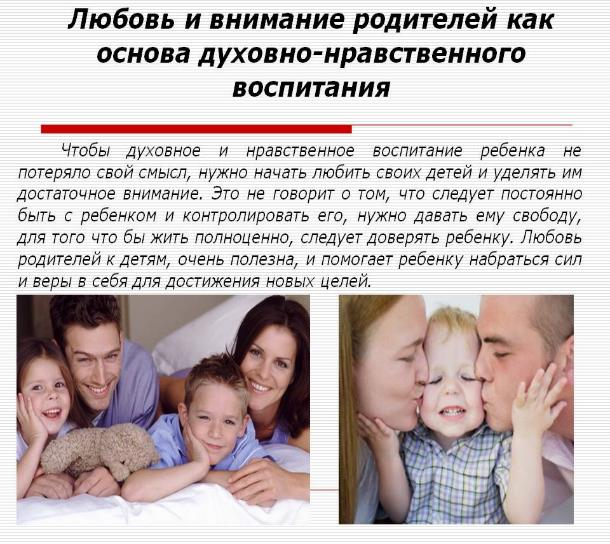 Любовь и внимание родителей как
основа духовно-нравственного
воспитания
Чтобы духовное и нравственное воспитание ребенка не
потеряло свой смысл, нужно начать любить своих детей и уделять им
достаточное внимание. Это не говорит о том, что следует постоянно
быть с ребенком и контролировать его, нужно давать ему свободу,
для того что бы жить полноценно, следует доверять ребенку. Любовь
родителей к детям, очень полезна, и помогает ребенку набраться сил
и веры в себя для достижения новых целей.